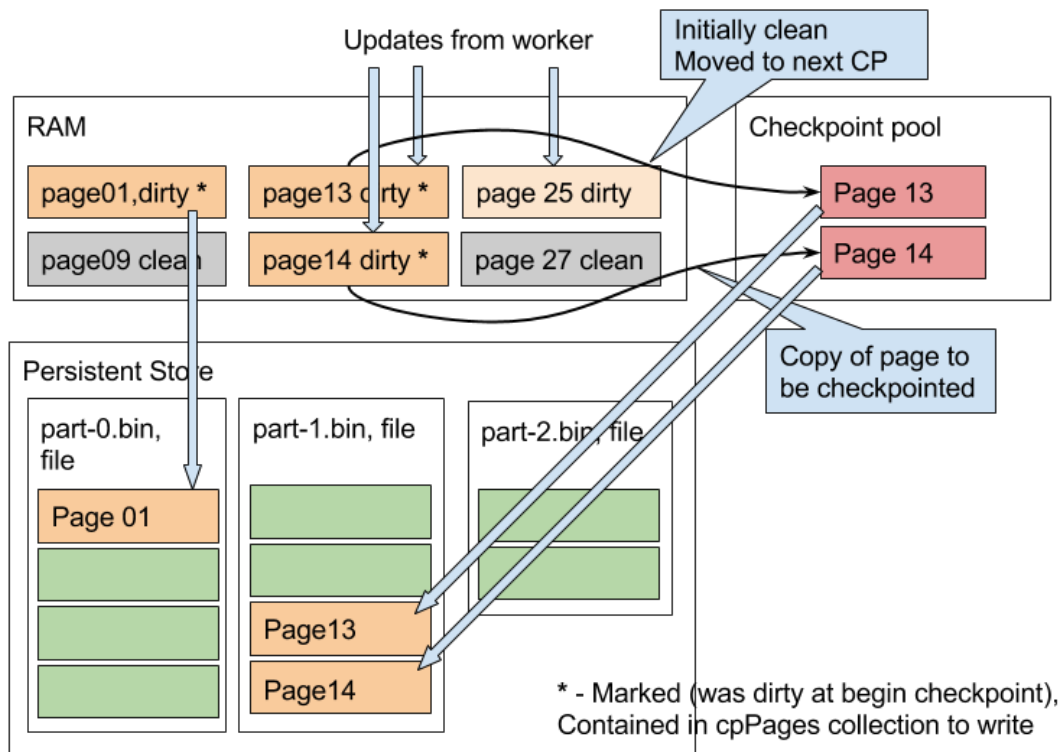 Updates from worker
Initially clean
Moved to next CP
RAM
Checkpoint pool
page01,dirty *
page13 dirty *
page 25 dirty
Page 13
page09 clean
page14 dirty *
page 27 clean
Page 14
Copy of page to
be checkpointed
Persistent Store
part-0.bin,
file
part-1.bin, file
part-2.bin, file
Page 01
Page13
Page14
* - Marked (was dirty at begin checkpoint),
Contained in cpPages collection to write